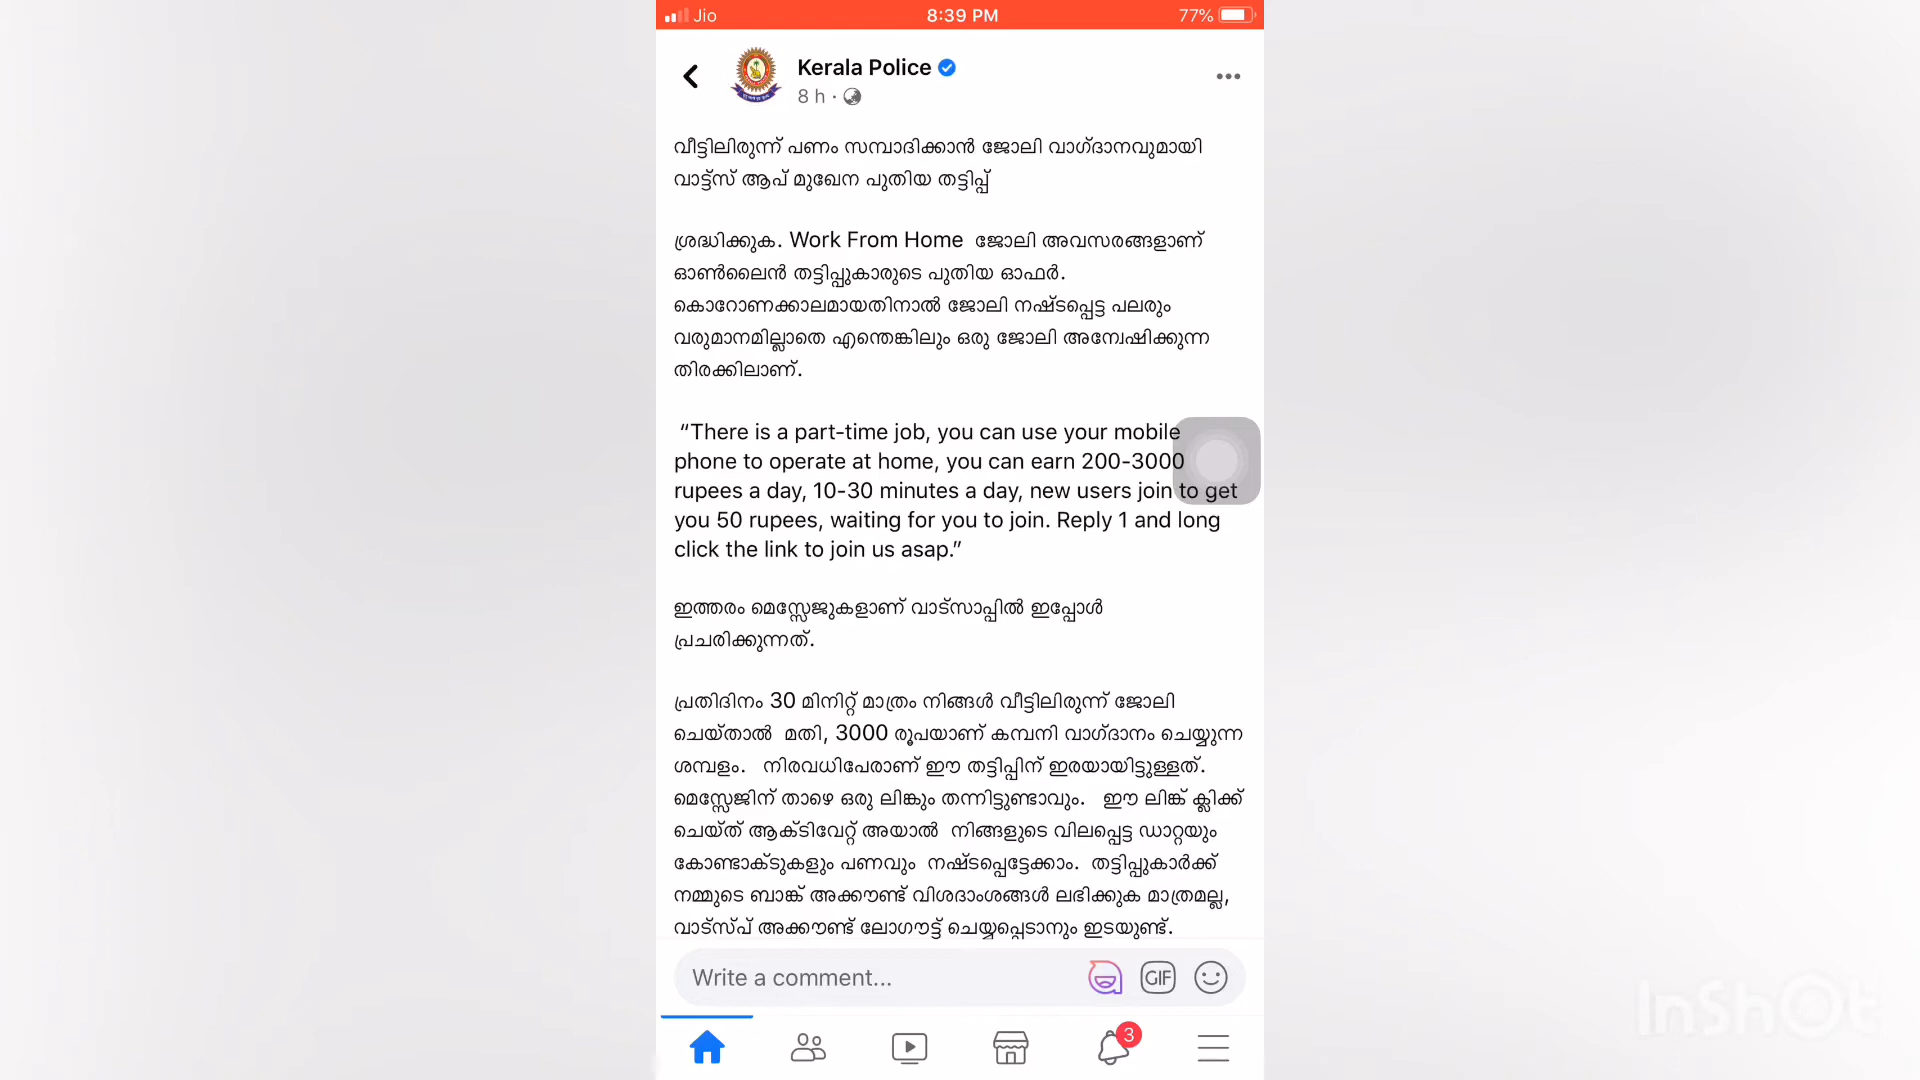 Jio 8:39 PM 77%
Kerala Police
8 h ·
വീട്ടിലിരുന്ന് പണം സമ്പാദിക്കാൻ ജോലി വാഗ്ദാനവുമായി
വാട്ട്സ് ആപ് മുഖേന പുതിയ തട്ടിപ്പ്
ശ്രദ്ധിക്കുക. Work From Home ജോലി അവസരങ്ങളാണ്
ഓൺലൈൻ തട്ടിപ്പുകാരുടെ പുതിയ ഓഫർ.
കൊറോണക്കാലമായതിനാൽ ജോലി നഷ്ടപ്പെട്ട പലരും
വരുമാനമില്ലാതെ എന്തെങ്കിലും ഒരു ജോലി അന്വേഷിക്കുന്ന
തിരക്കിലാണ്.
“There is a part-time job, you can use your mobile
phone to operate at home, you can earn 200-3000
rupees a day, 10-30 minutes a day, new users join to get
you 50 rupees, waiting for you to join. Reply 1 and long
click the link to join us asap.”
ഇത്തരം മെസ്സേജുകളാണ് വാട്സാപ്പിൽ ഇപ്പോൾ
പ്രചരിക്കുന്നത്.
പ്രതിദിനം 30 മിനിറ്റ് മാത്രം നിങ്ങൾ വീട്ടിലിരുന്ന് ജോലി
ചെയ്താൽ മതി, 3000 രൂപയാണ് കമ്പനി വാഗ്ദാനം ചെയ്യുന്ന
ശമ്പളം. നിരവധിപേരാണ് ഈ തട്ടിപ്പിന് ഇരയായിട്ടുള്ളത്.
മെസ്സേജിന് താഴെ ഒരു ലിങ്കും തന്നിട്ടുണ്ടാവും. ഈ ലിങ്ക് ക്ലിക്ക്
ചെയ്ത് ആക്ടിവേറ്റ് അയാൽ നിങ്ങളുടെ വിലപ്പെട്ട ഡാറ്റയും
കോണ്ടാക്ടുകളും പണവും നഷ്ടപ്പെട്ടേക്കാം. തട്ടിപ്പുകാർക്ക്
നമ്മുടെ ബാങ്ക് അക്കൗണ്ട് വിശദാംശങ്ങൾ ലഭിക്കുക മാത്രമല്ല,
വാട്സ്പ് അക്കൗണ്ട് ലോഗൗട്ട് ചെയ്യപ്പെടാനും ഇടയുണ്ട്.
Write a comment...
GIF
3
InShOt